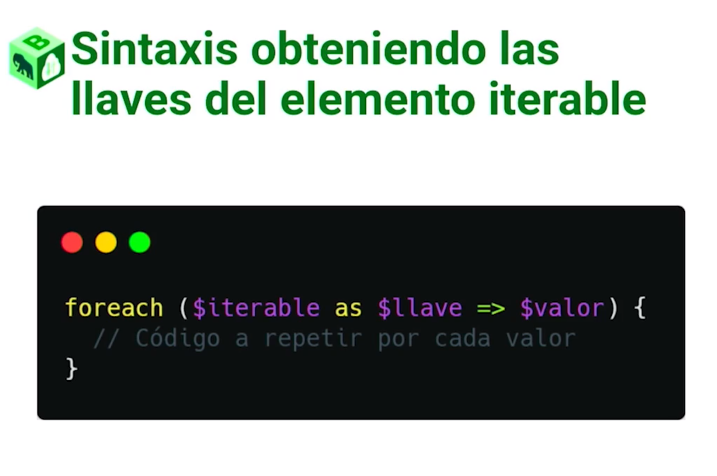 B
Sintaxis obteniendo las
llaves del elemento iterable
foreach ($iterable as $llave => $valor) {
// Código a repetir por cada valor
}